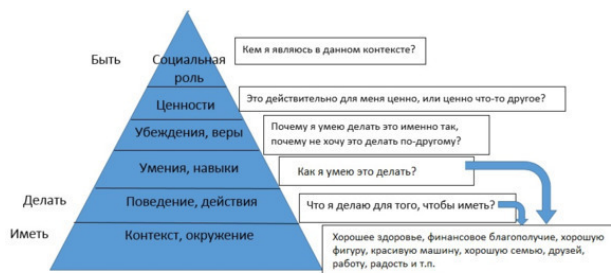 Кем я являюсь в данном контексте?
Быть
Социальная
роль
Ценности
Это действительно для меня ценно, или ценно что-то другое?
Убеждения, веры
Почему я умею делать это именно так,
почему не хочу это делать по-другому?
Умения, навыки
Как я умею это делать?
Делать
Поведение, действия
Что я делаю для того, чтобы иметь?
Иметь
Контекст, окружение
Хорошее здоровье, финансовое благополучие, хорошую
фигуру, красивую машину, хорошую семью, друзей,
работу, радость и т.п.